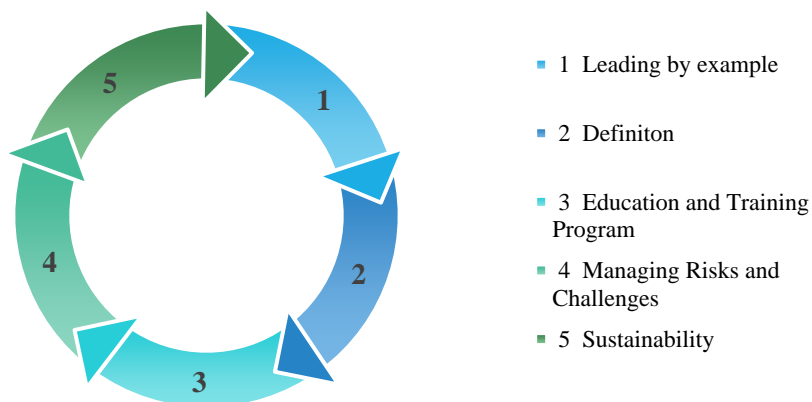 5
1
4
2
3
1 Leading by example
2 Definiton
3 Education and Training
Program
4 Managing Risks and
Challenges
5 Sustainability